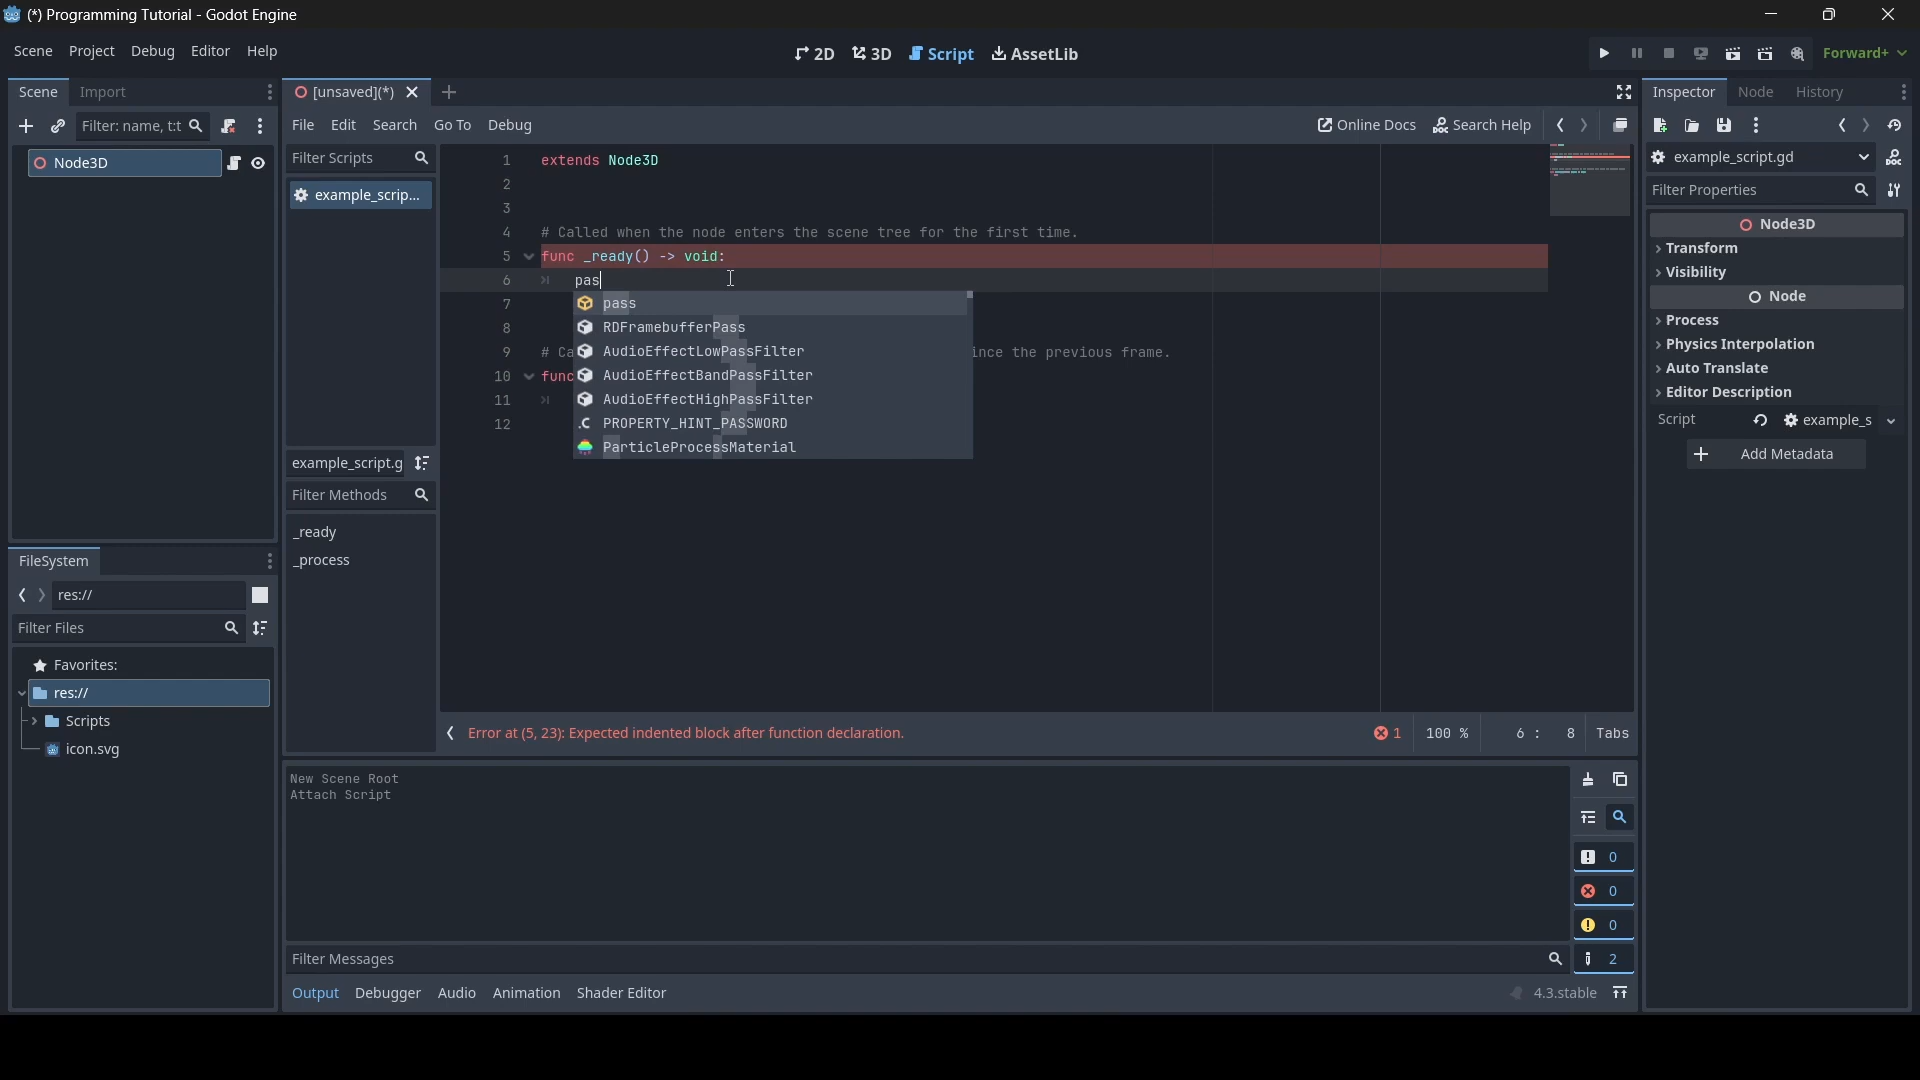 (*) Programming Tutorial - Godot Engine
Scene Project Debug Editor Help
2D 3D Script AssetLib
Forward+
Scene Import
Filter: name, t:t
Node3D
FileSystem
res://
Filter Files
Favorites:
res://
Scripts
icon.svg
[unsaved](*)
File Edit Search Go To Debug
Online Docs Search Help
Filter Scripts
example_scrip...
example_script.g
Filter Methods
_ready
_process
1 extends Node3D
2
3
4 # Called when the node enters the scene tree for the first time.
5 func _ready() -> void:
6 pas
7
8
9 # Ca ince the previous frame.
10 func
11
12
pass
RDFramebufferPass
AudioEffectLowPassFilter
AudioEffectBandPassFilter
AudioEffectHighPassFilter
.C PROPERTY_HINT_PASSWORD
ParticleProcessMaterial
Error at (5, 23): Expected indented block after function declaration.
1 100 % 6 : 8 Tabs
New Scene Root
Attach Script
0
0
0
2
Filter Messages
Output Debugger Audio Animation Shader Editor
4.3.stable
Inspector Node History
example_script.gd
Filter Properties
Node3D
Transform
Visibility
Node
Process
Physics Interpolation
Auto Translate
Editor Description
Script example_s
Add Metadata